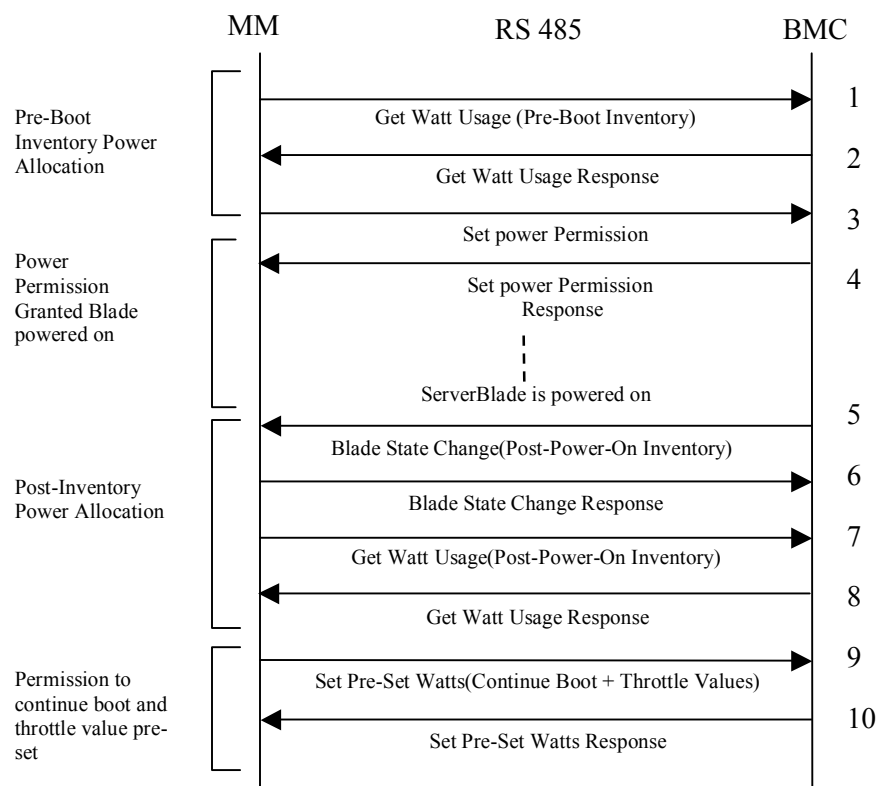 MM RS 485 BMC
1
Get Watt Usage (Pre-Boot Inventory)
Pre-Boot
Inventory Power
Allocation
2
Get Watt Usage Response
3
Set power Permission
Power
Permission
Granted Blade
powered on
4
Set power Permission
Response
ServerBlade is powered on
5
Blade State Change(Post-Power-On Inventory)
6
Post-Inventory
Power Allocation
Blade State Change Response
7
Get Watt Usage(Post-Power-On Inventory)
8
Get Watt Usage Response
9
Permission to
continue boot and
throttle value pre-
set
Set Pre-Set Watts(Continue Boot + Throttle Values)
10
Set Pre-Set Watts Response